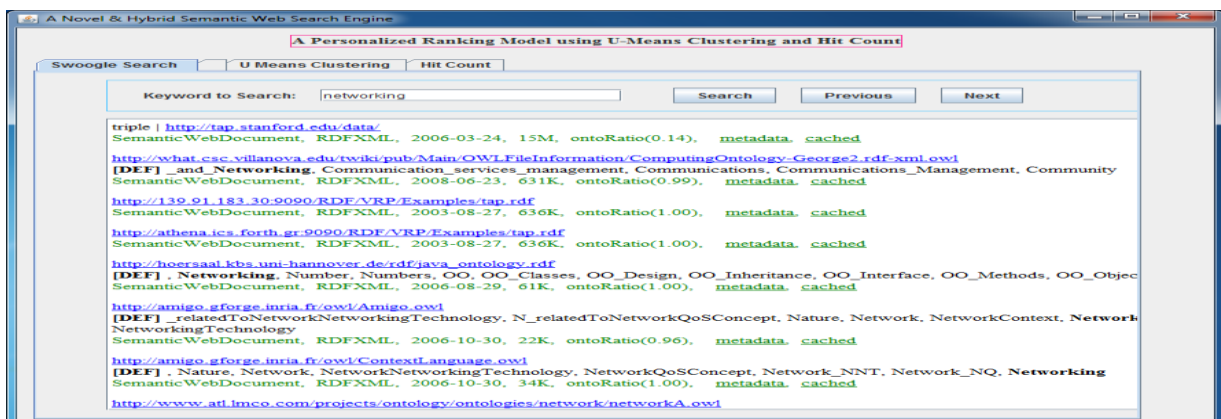 A Novel & Hybrid Semantic Web Search Engine
A Personalized Ranking Model using U-Means Clustering and Hit Count
Swoogle Search U Means Clustering Hit Count
Keyword to Search: networking Search Previous Next
triple | http://tap.stanford.edu/data/
SemanticWebDocument, RDFXML, 2006-03-24, 15M, ontoRatio(0.14), metadata, cached
http://what.csc.villanova.edu/twiki/pub/Main/OWLFileInformation/ComputingOntology-George2.rdf-xml.owl
[DEF] _and_Networking, Communication_services_management, Communications, Communications_Management, Community
SemanticWebDocument, RDFXML, 2008-06-23, 631K, ontoRatio(0.99), metadata, cached
http://139.91.183.30:9090/RDF/VRP/Examples/tap.rdf
SemanticWebDocument, RDFXML, 2003-08-27, 636K, ontoRatio(1.00), metadata, cached
http://athena.ics.forth.gr:9090/RDF/VRP/Examples/tap.rdf
SemanticWebDocument, RDFXML, 2003-08-27, 636K, ontoRatio(1.00), metadata, cached
http://hoersaal.kbs.uni-hannover.de/rdf/java_ontology.rdf
[DEF] , Networking, Number, Numbers, OO, OO_Classes, OO_Design, OO_Inheritance, OO_Interface, OO_Methods, OO_Objec
SemanticWebDocument, RDFXML, 2006-08-29, 61K, ontoRatio(1.00), metadata, cached
http://amigo.gforge.inria.fr/owl/Amigo.owl
[DEF] _relatedToNetworkNetworkingTechnology, N_relatedToNetworkQoSConcept, Nature, Network, NetworkContext, Network
NetworkingTechnology
SemanticWebDocument, RDFXML, 2006-10-30, 22K, ontoRatio(0.96), metadata, cached
http://amigo.gforge.inria.fr/owl/ContextLanguage.owl
[DEF] , Nature, Network, NetworkNetworkingTechnology, NetworkQoSConcept, Network_NNT, Network_NQ, Networking
SemanticWebDocument, RDFXML, 2006-10-30, 34K, ontoRatio(1.00), metadata, cached
http://www.atl.lmco.com/projects/ontology/ontologies/network/networkA.owl